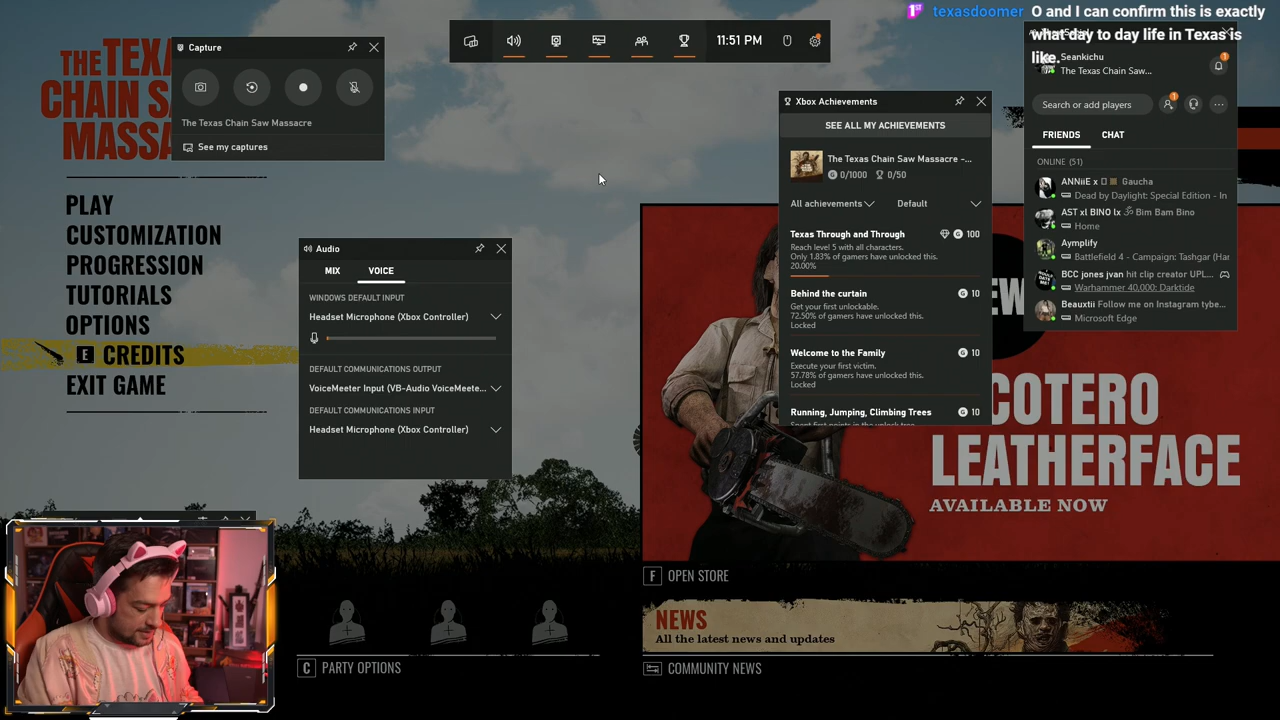 texasdoomer O and I can confirm this is exactly
what day to day life in Texas is
like.
THE TEXA
CHAIN SA
MASSA
Capture
The Texas Chain Saw Massacre
See my captures
11:51 PM
PLAY
CUSTOMIZATION
PROGRESSION
TUTORIALS
OPTIONS
E CREDITS
EXIT GAME
Audio
MIX VOICE
WINDOWS DEFAULT INPUT
Headset Microphone (Xbox Controller)
DEFAULT COMMUNICATIONS OUTPUT
VoiceMeeter Input (VB-Audio VoiceMeete...
DEFAULT COMMUNICATIONS INPUT
Headset Microphone (Xbox Controller)
Xbox Achievements
SEE ALL MY ACHIEVEMENTS
The Texas Chain Saw Massacre -...
G 0/1000 0/50
All achievements Default
Texas Through and Through G 100
Reach level 5 with all characters.
Only 1.83% of gamers have unlocked this.
20.00%
Behind the curtain G 10
Get your first unlockable.
72.50% of gamers have unlocked this.
Locked
Welcome to the Family G 10
Execute your first victim.
57.78% of gamers have unlocked this.
Locked
Running, Jumping, Climbing Trees G 10
Seankichu
The Texas Chain Saw...
1
Search or add players
1
FRIENDS CHAT
ONLINE (51)
ANNiiE x Gaucha
Dead by Daylight: Special Edition - In
AST xl BINO lx ॐ Bim Bam Bino
Home
Aymplify
Battlefield 4 - Campaign: Tashgar (Har
BCC jones jvan hit clip creator UPL...
Warhammer 40,000: Darktide
Beauxtii Follow me on Instagram tybe...
Microsoft Edge
EW
COTERO
LEATHERFACE
AVAILABLE NOW
F OPEN STORE
NEWS
All the latest news and updates
C PARTY OPTIONS
COMMUNITY NEWS